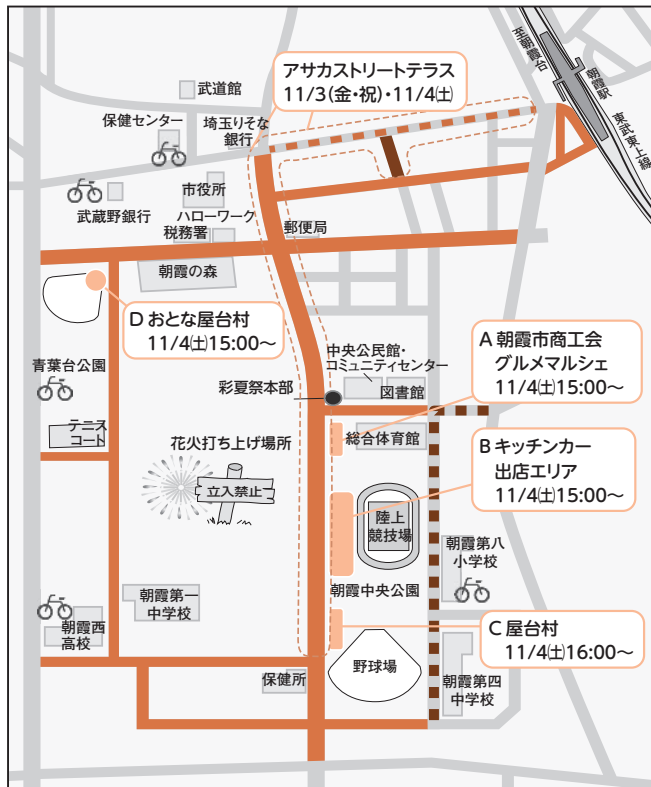 アサカストリートテラス
11/3(金・祝)・11/4㈯
至朝霞台
朝霞駅
東武東上線
武道館
保健センター
埼玉りそな
銀行
武蔵野銀行
市役所
ハローワーク
税務署
郵便局
朝霞の森
D おとな屋台村
11/4㈯15:00～
青葉台公園
中央公民館・
コミュニティセンター
図書館
彩夏祭本部
A 朝霞市商工会
グルメマルシェ
11/4㈯15:00～
テニス
コート
花火打ち上げ場所
立入禁止
総合体育館
B キッチンカー
出店エリア
11/4㈯15:00～
陸上
競技場
朝霞第八
小学校
朝霞中央公園
朝霞第一
中学校
朝霞西
高校
C 屋台村
11/4㈯16:00～
保健所
野球場
朝霞第四
中学校